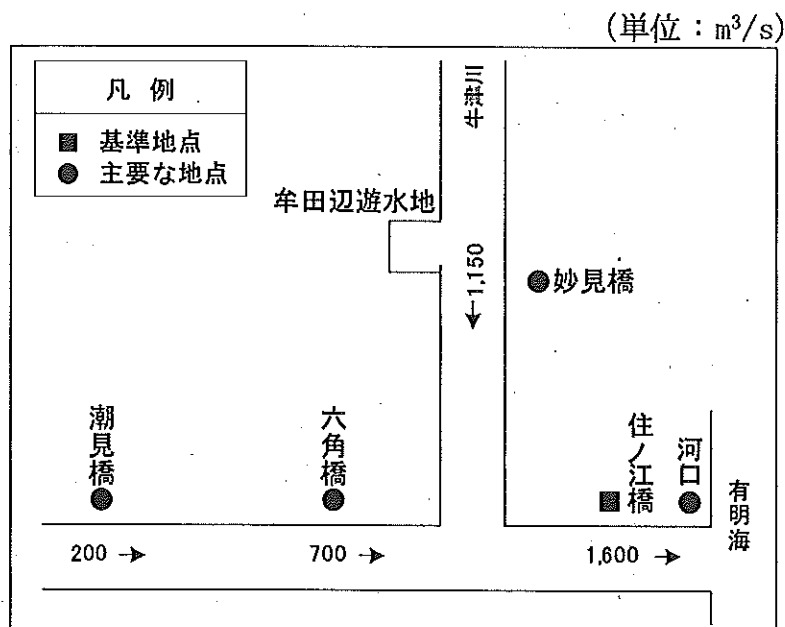 (単位：m³/s)
凡例
■ 基準地点
● 主要な地点
牛津川
牟田辺遊水地
1,150
妙見橋
潮見橋
六角橋
住ノ江橋
河口
有明海
200
700
1,600